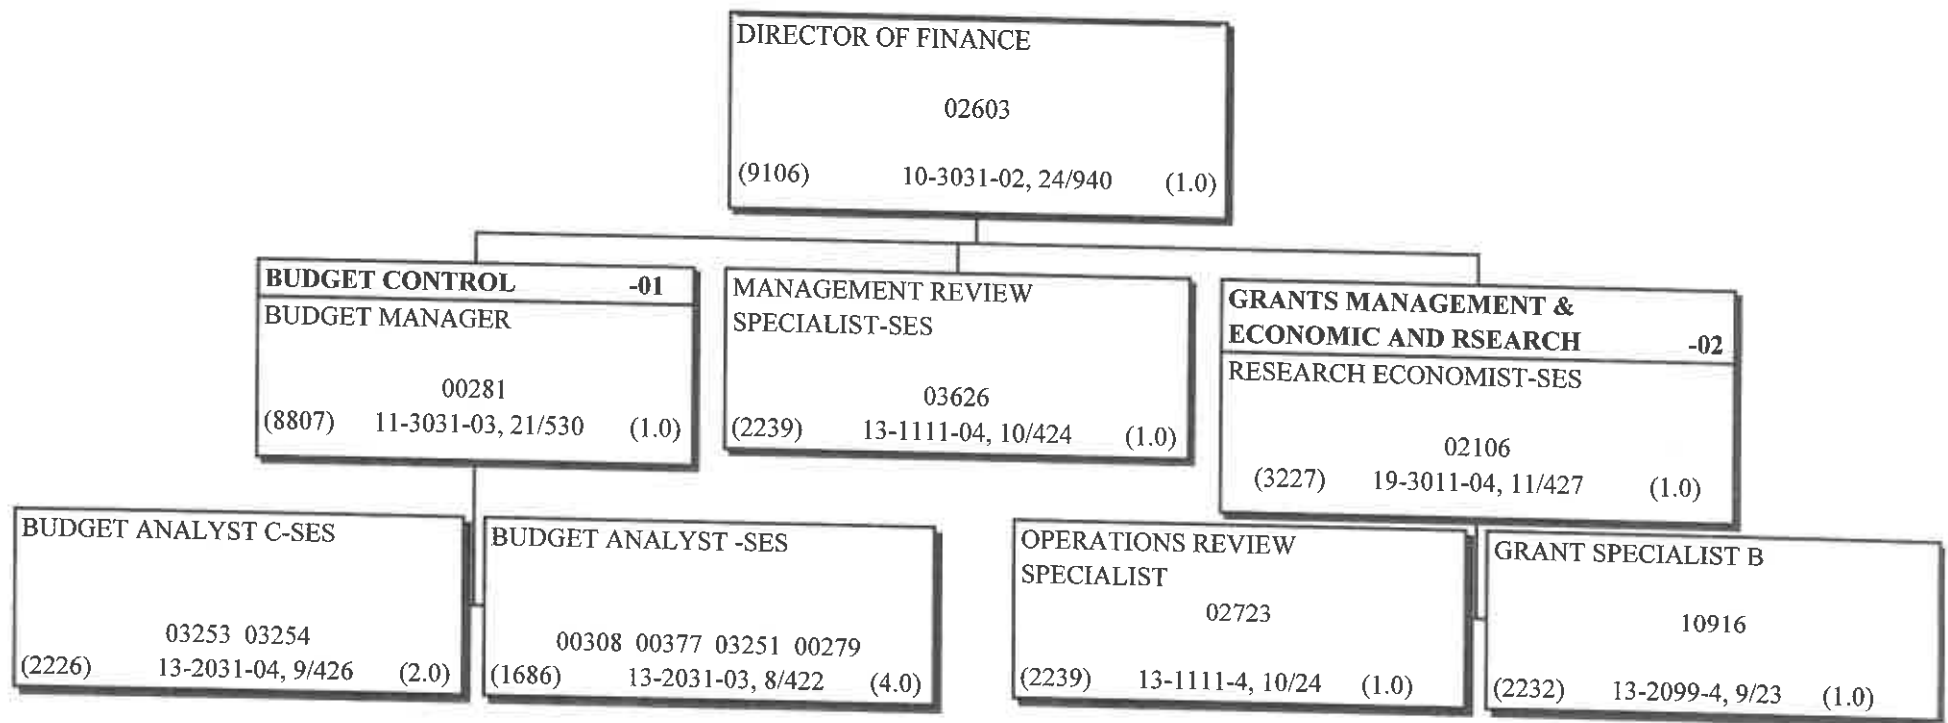 DIRECTOR OF FINANCE
02603
(9106) 10-3031-02, 24/940 (1.0)
BUDGET CONTROL -01
BUDGET MANAGER
00281
(8807) 11-3031-03, 21/530 (1.0)
MANAGEMENT REVIEW
SPECIALIST-SES
03626
(2239) 13-1111-04, 10/424 (1.0)
GRANTS MANAGEMENT &
ECONOMIC AND RSEARCH -02
RESEARCH ECONOMIST-SES
02106
(3227) 19-3011-04, 11/427 (1.0)
BUDGET ANALYST C-SES
03253 03254
(2226) 13-2031-04, 9/426 (2.0)
BUDGET ANALYST -SES
00308 00377 03251 00279
(1686) 13-2031-03, 8/422 (4.0)
OPERATIONS REVIEW
SPECIALIST
02723
(2239) 13-1111-4, 10/24 (1.0)
GRANT SPECIALIST B
10916
(2232) 13-2099-4, 9/23 (1.0)